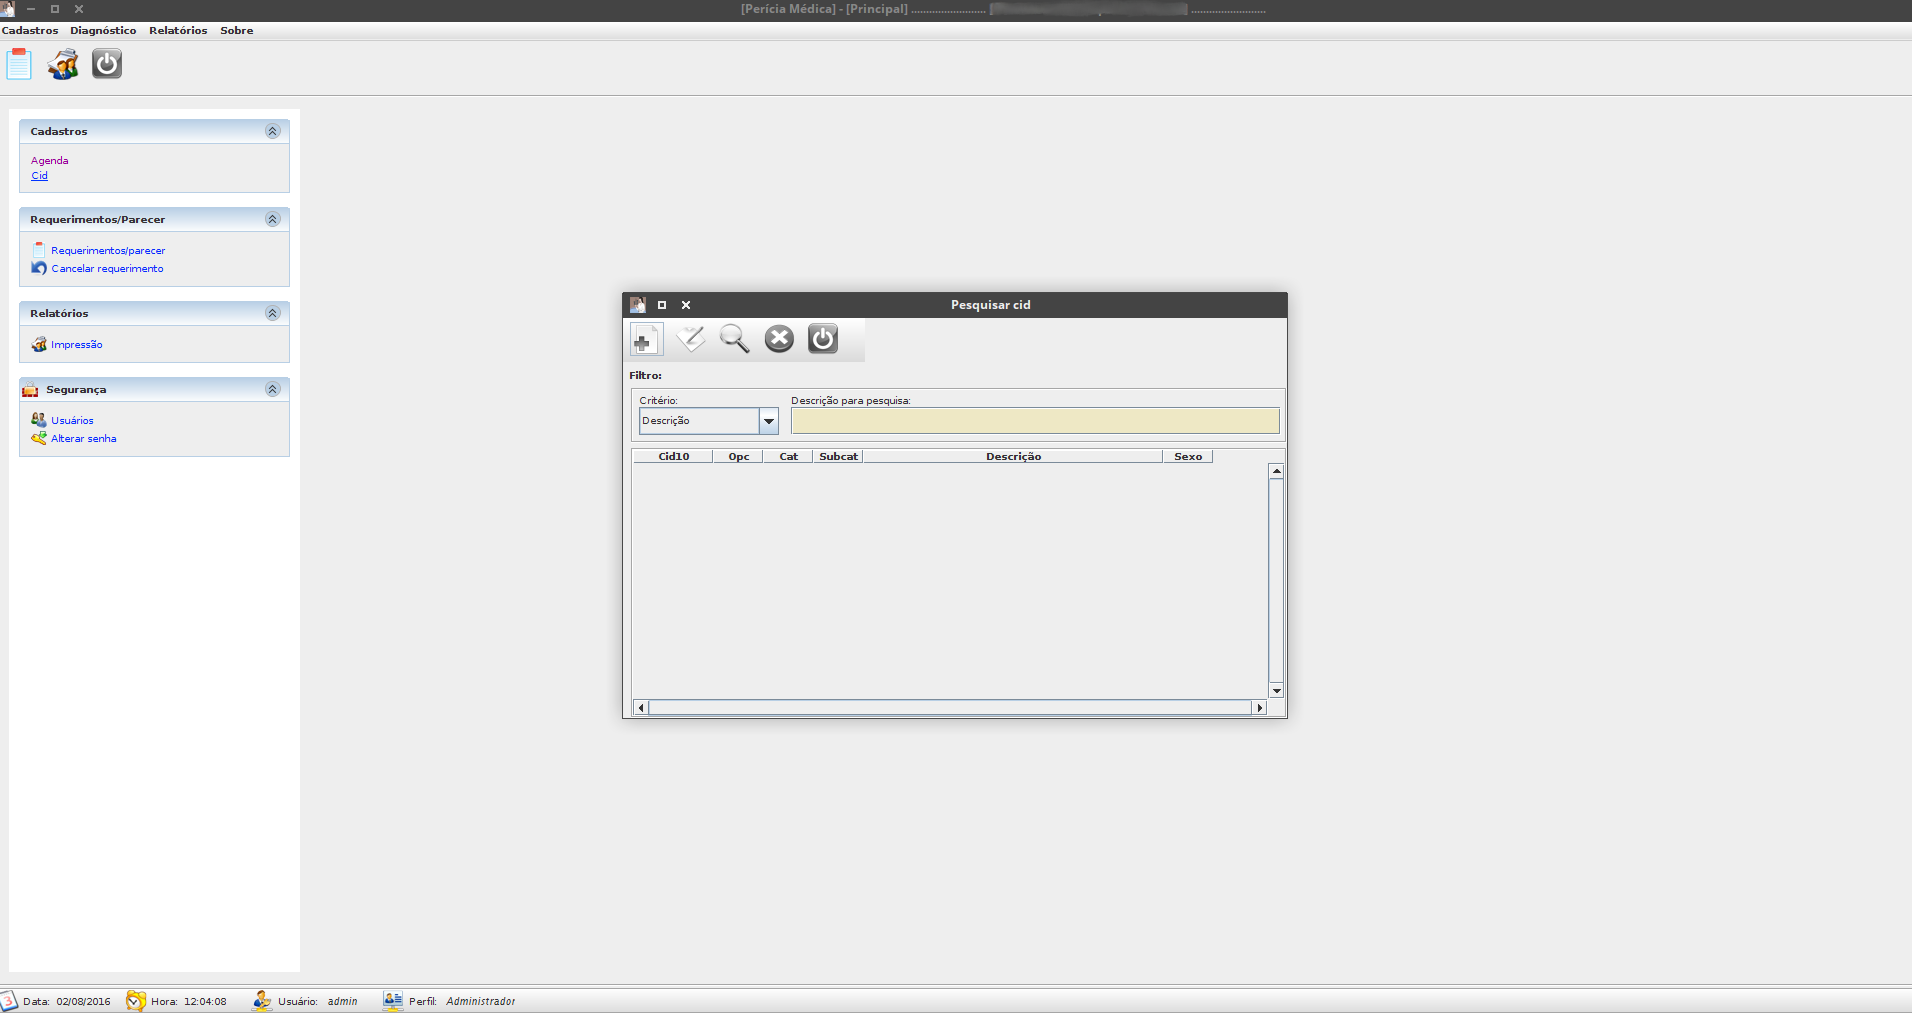 [Perícia Médica] - [Principal] ......................... [ ] .........................
Cadastros Diagnóstico Relatórios Sobre
Cadastros
Agenda
Cid
Requerimentos/Parecer
Requerimentos/parecer
Cancelar requerimento
Relatórios
Impressão
Segurança
Usuários
Alterar senha
Pesquisar cid
Filtro:
Critério: Descrição para pesquisa:
Descrição
Cid10 Opc Cat Subcat Descrição Sexo
3 Data: 02/08/2016 Hora: 12:04:08 Usuário: admin Perfil: Administrador